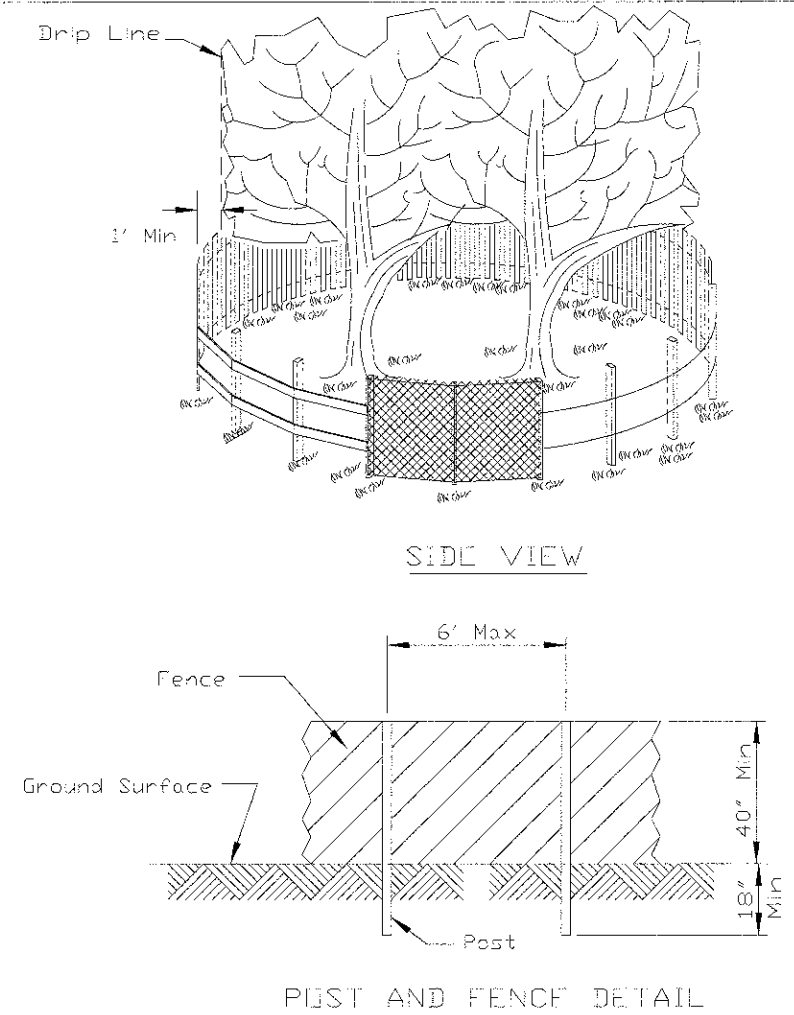 Drip Line
1' Min
SIDE VIEW
6' Max
Fence
Ground Surface
40" Min
18" Min
Post
POST AND FENCE DETAIL